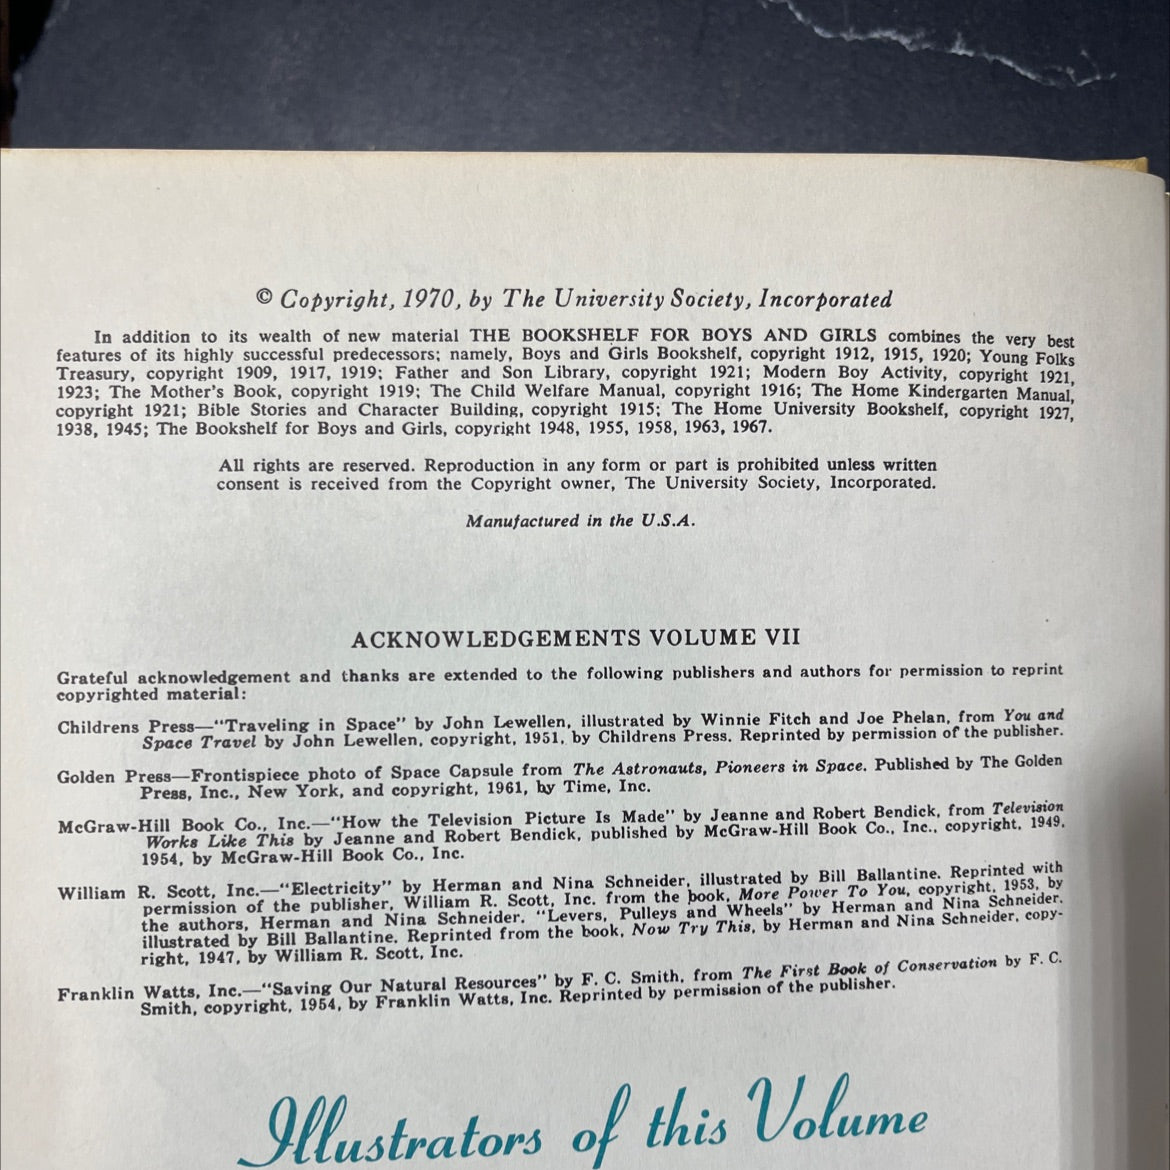 © Copyright, 1970, by The University Society, Incorporated
In addition to its wealth of new material THE BOOKSHELF FOR BOYS AND GIRLS combines the very best
features of its highly successful predecessors; namely, Boys and Girls Bookshelf, copyright 1912, 1915, 1920; Young Folks
Treasury, copyright 1909, 1917, 1919; Father and Son Library, copyright 1921; Modern Boy Activity, copyright 1921,
1923; The Mother's Book, copyright 1919; The Child Welfare Manual, copyright 1916; The Home Kindergarten Manual,
copyright 1921; Bible Stories and Character Building, copyright 1915; The Home University Bookshelf, copyright 1927,
1938, 1945; The Bookshelf for Boys and Girls, copyright 1948, 1955, 1958, 1963, 1967.
All rights are reserved. Reproduction in any form or part is prohibited unless written
consent is received from the Copyright owner, The University Society, Incorporated.
Manufactured in the U.S.A.
ACKNOWLEDGEMENTS VOLUME VII
Grateful acknowledgement and thanks are extended to the following publishers and authors for permission to reprint
copyrighted material:
Childrens Press—"Traveling in Space" by John Lewellen, illustrated by Winnie Fitch and Joe Phelan, from You and
Space Travel by John Lewellen, copyright, 1951, by Childrens Press. Reprinted by permission of the publisher.
Golden Press—Frontispiece photo of Space Capsule from The Astronauts, Pioneers in Space. Published by The Golden
Press, Inc., New York, and copyright, 1961, by Time, Inc.
McGraw-Hill Book Co., Inc.—"How the Television Picture Is Made" by Jeanne and Robert Bendick, from Television
Works Like This by Jeanne and Robert Bendick, published by McGraw-Hill Book Co., Inc., copyright, 1949,
1954, by McGraw-Hill Book Co., Inc.
William R. Scott, Inc.—"Electricity" by Herman and Nina Schneider, illustrated by Bill Ballantine. Reprinted with
permission of the publisher, William R. Scott, Inc. from the book, More Power To You, copyright, 1953, by
the authors, Herman and Nina Schneider. "Levers, Pulleys and Wheels" by Herman and Nina Schneider,
illustrated by Bill Ballantine. Reprinted from the book, Now Try This, by Herman and Nina Schneider, copy-
right, 1947, by William R. Scott, Inc.
Franklin Watts, Inc.—"Saving Our Natural Resources" by F. C. Smith, from The First Book of Conservation by F. C.
Smith, copyright, 1954, by Franklin Watts, Inc. Reprinted by permission of the publisher.
Illustrators of this Volume